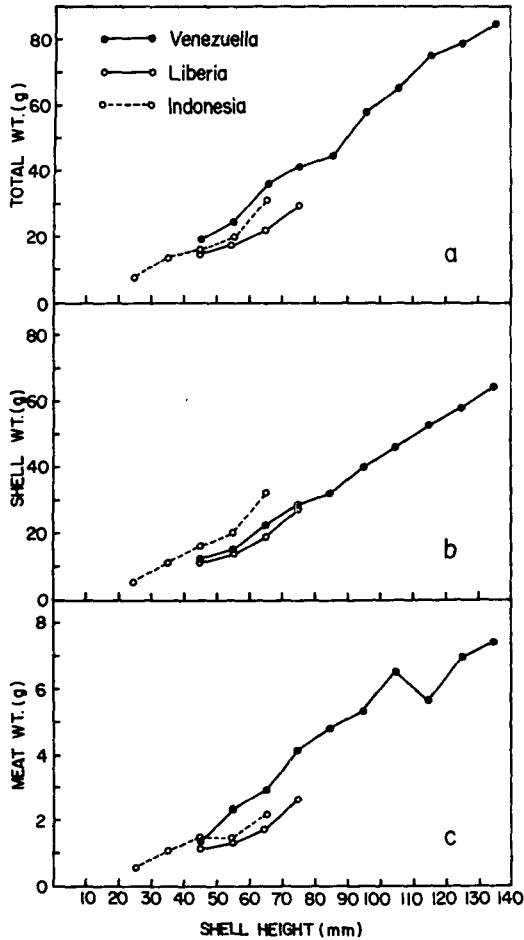 Venezuella
Liberia
Indonesia
TOTAL WT.(g)
80
60
40
20
0
a
SHELL WT.(g)
80
60
40
20
0
b
MEAT WT.(g)
8
6
4
2
0
c
10 20 30 40 50 60 70 80 90 100 110 120 130 140
SHELL HEIGHT (mm)